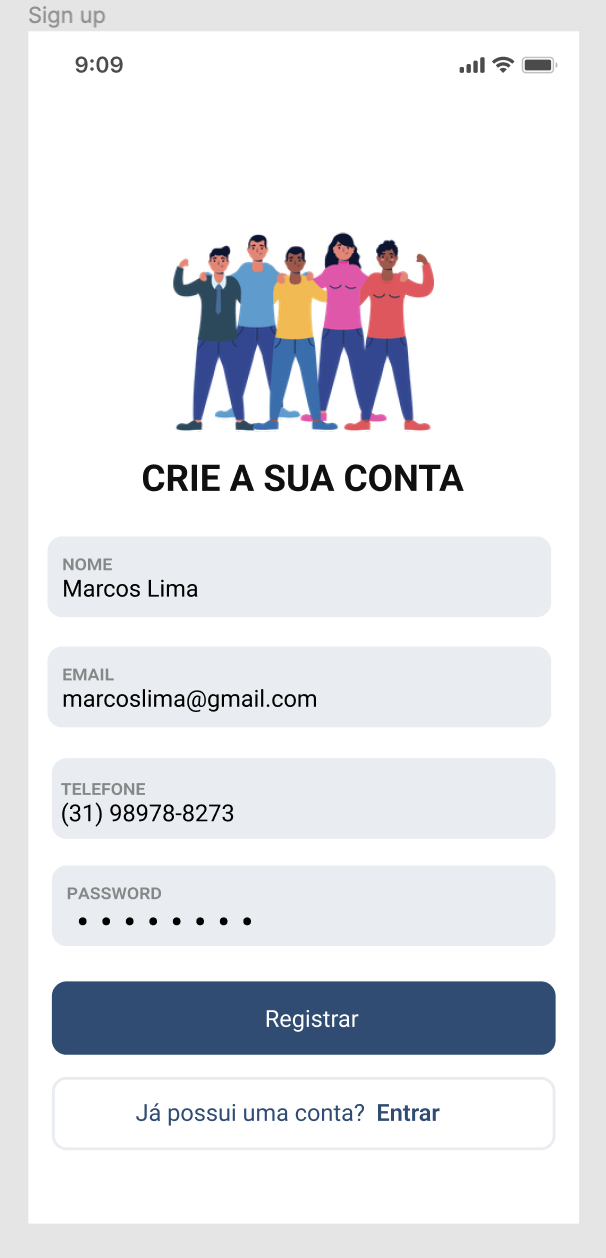 Sign up
9:09
CRIE A SUA CONTA
NOME
Marcos Lima
EMAIL
marcoslima@gmail.com
TELEFONE
(31) 98978-8273
PASSWORD
Registrar
Já possui uma conta? Entrar